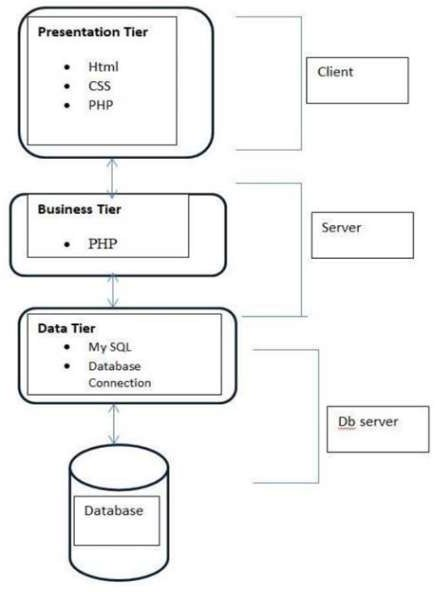 Presentation Tier
Html
CSS
PHP
Client
Business Tier
PHP
Server
Data Tier
My SQL
Database
Connection
Db server
Database